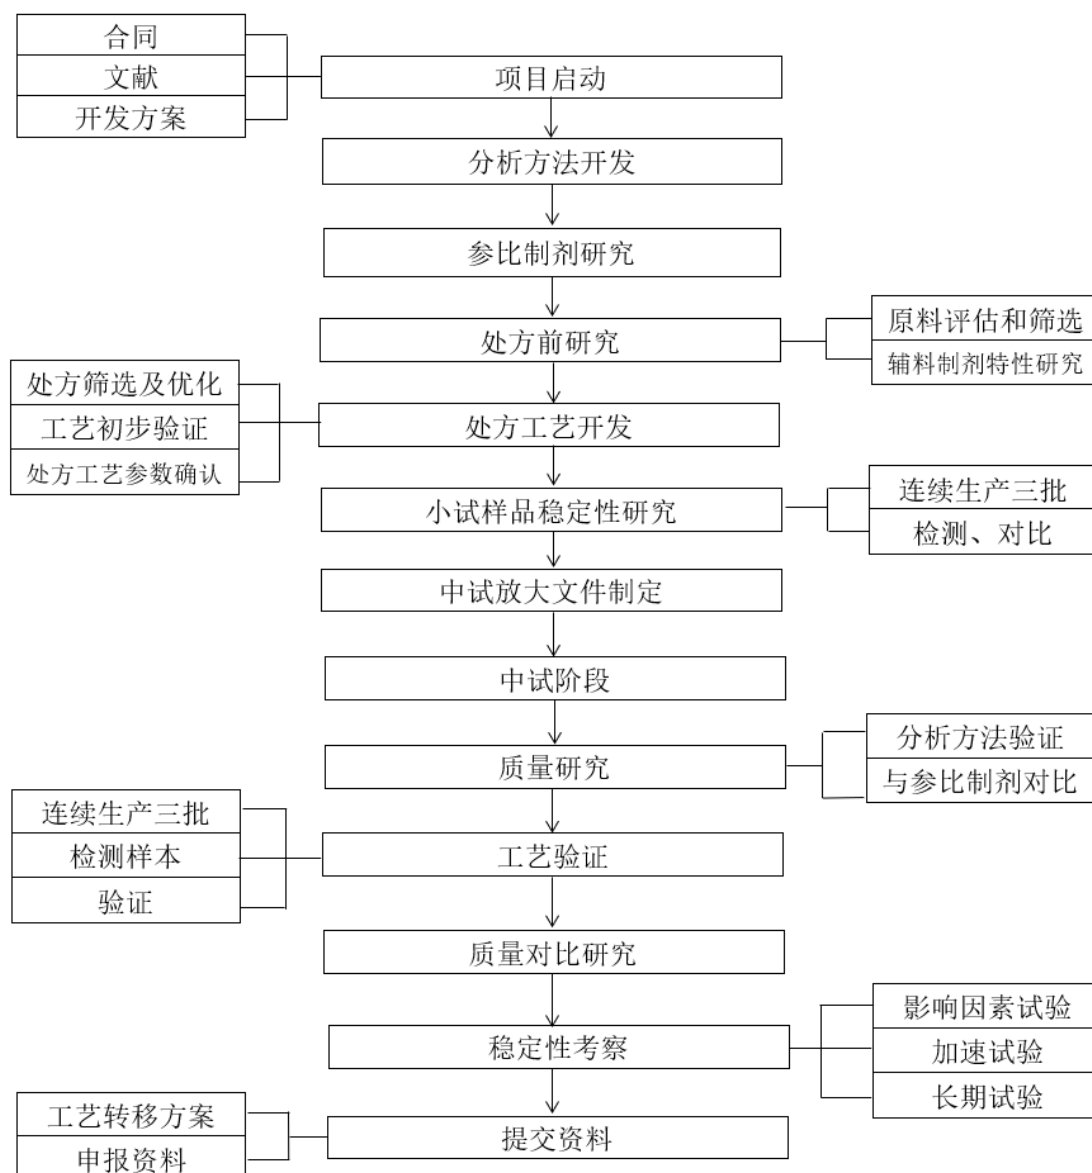 合同
文献
开发方案
项目启动
分析方法开发
参比制剂研究
处方前研究
原料评估和筛选
辅料制剂特性研究
处方筛选及优化
工艺初步验证
处方工艺参数确认
处方工艺开发
小试样品稳定性研究
连续生产三批
检测、对比
中试放大文件制定
中试阶段
质量研究
分析方法验证
与参比制剂对比
连续生产三批
检测样本
验证
工艺验证
质量对比研究
稳定性考察
影响因素试验
加速试验
长期试验
工艺转移方案
申报资料
提交资料